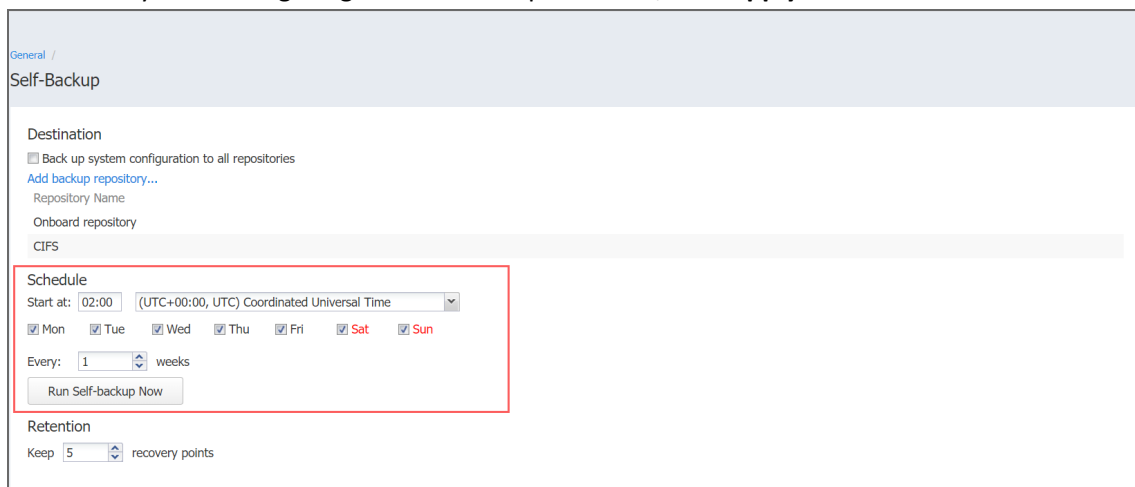 General /
Self-Backup
Destination
Back up system configuration to all repositories
Add backup repository...
Repository Name
Onboard repository
CIFS
Schedule
Start at: 02:00 (UTC+00:00, UTC) Coordinated Universal Time
Mon Tue Wed Thu Fri Sat Sun
Every: 1 weeks
Run Self-backup Now
Retention
Keep 5 recovery points